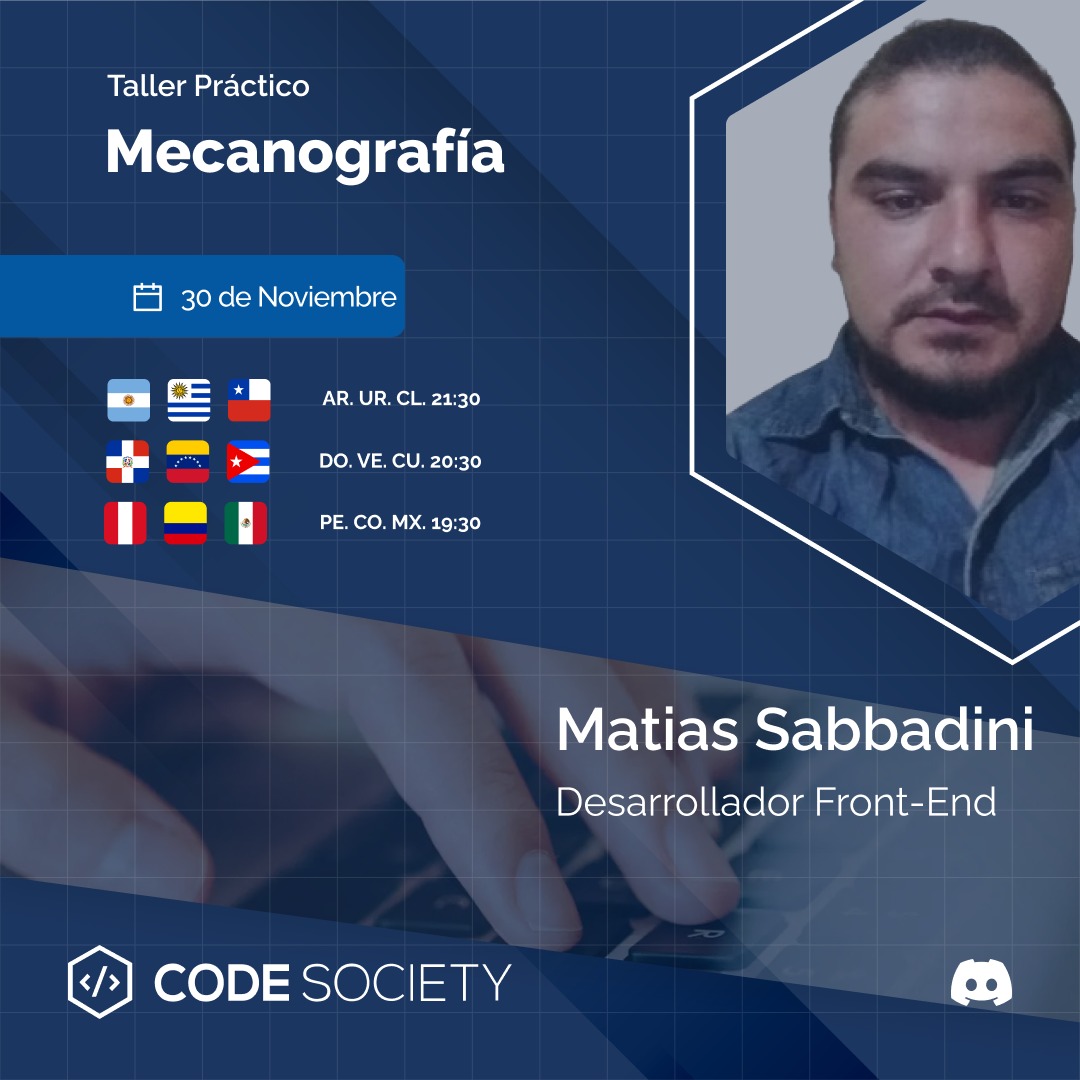 Taller Práctico
Mecanografía
30 de Noviembre
AR. UR. CL. 21:30
DO. VE. CU. 20:30
PE. CO. MX. 19:30
Matias Sabbadini
Desarrollador Front-End
R
</> CODE SOCIETY